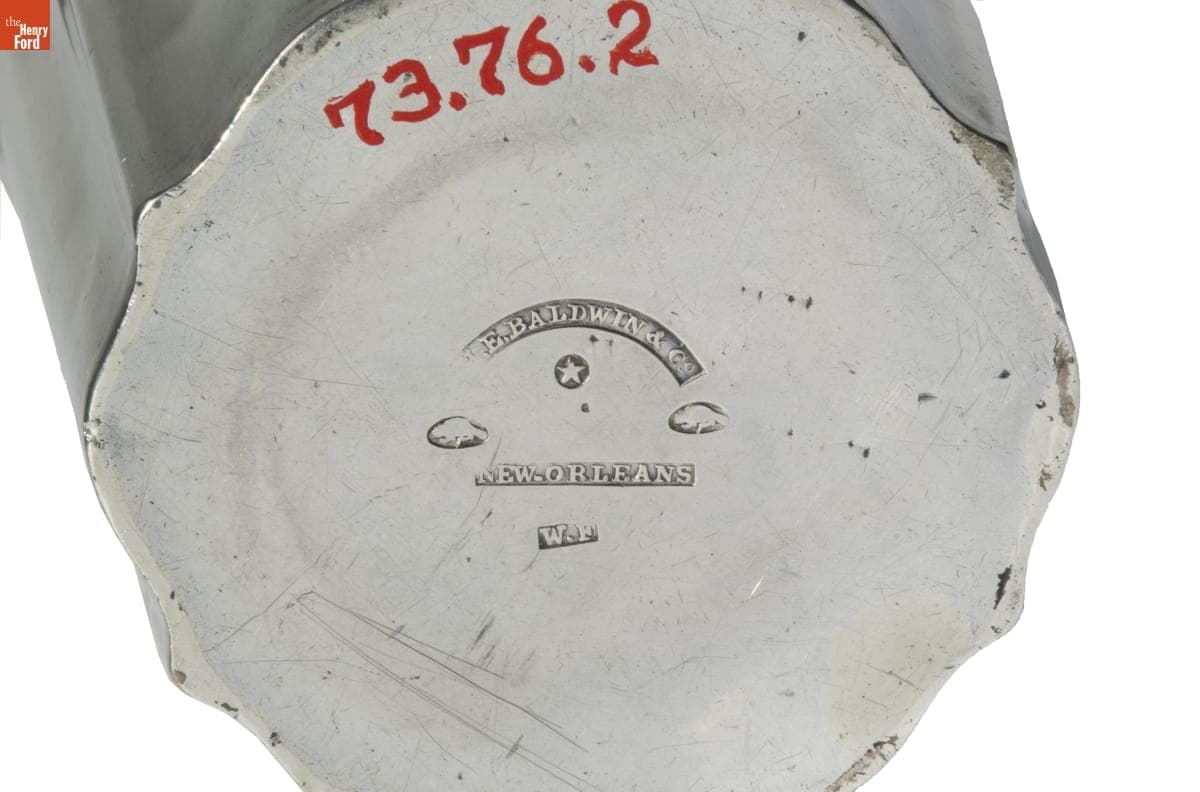 the
Henry
Ford
73.76.2
.E.BALDWIN & Co
NEW-ORLEANS
W.F